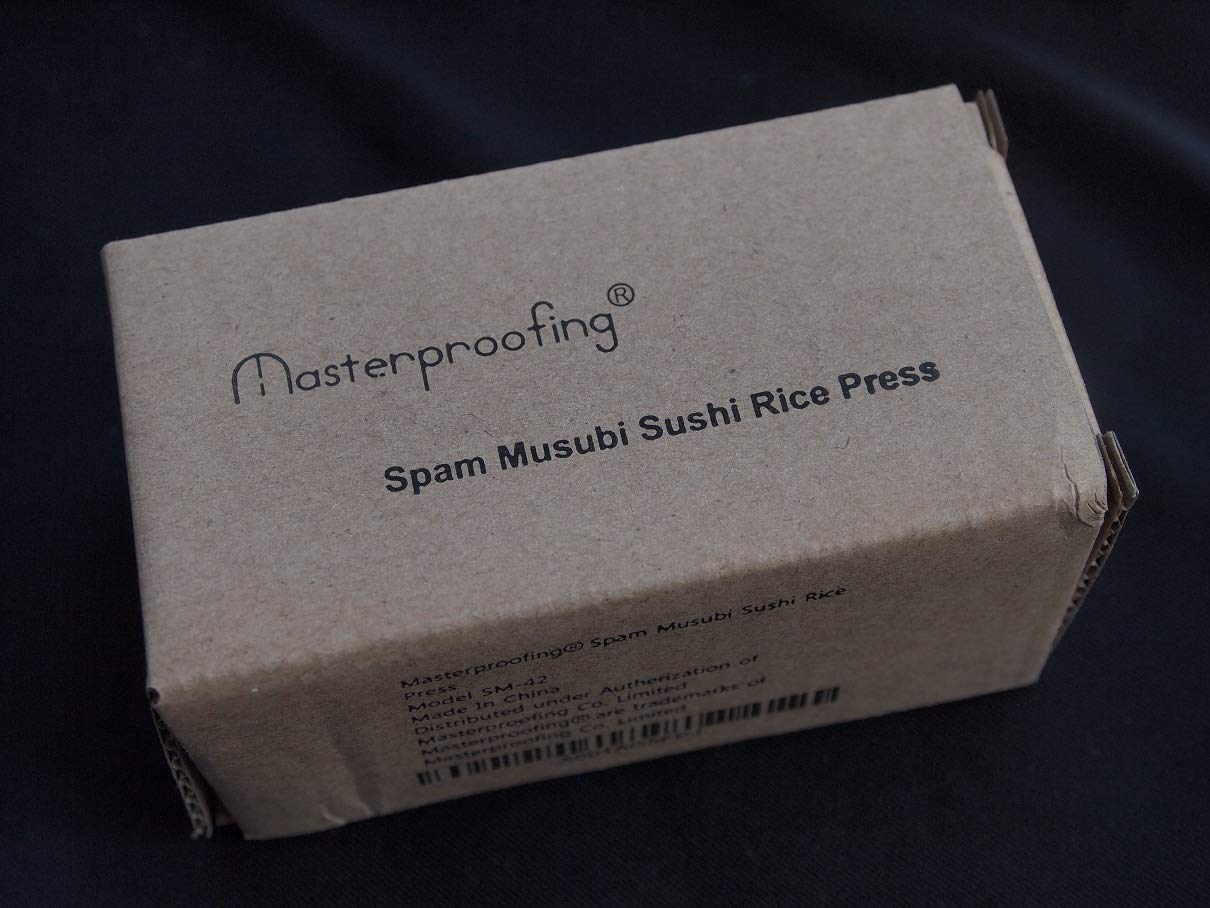 Masterproofing®
Spam Musubi Sushi Rice Press
Masterproofing® Spam Musubi Sushi Rice
Press
Model SM-42
Made In China
Distributed under Autherization of
Masterproofing Co. Limited
Masterproofing® are trademarks of
Masterproofing Co. Limited